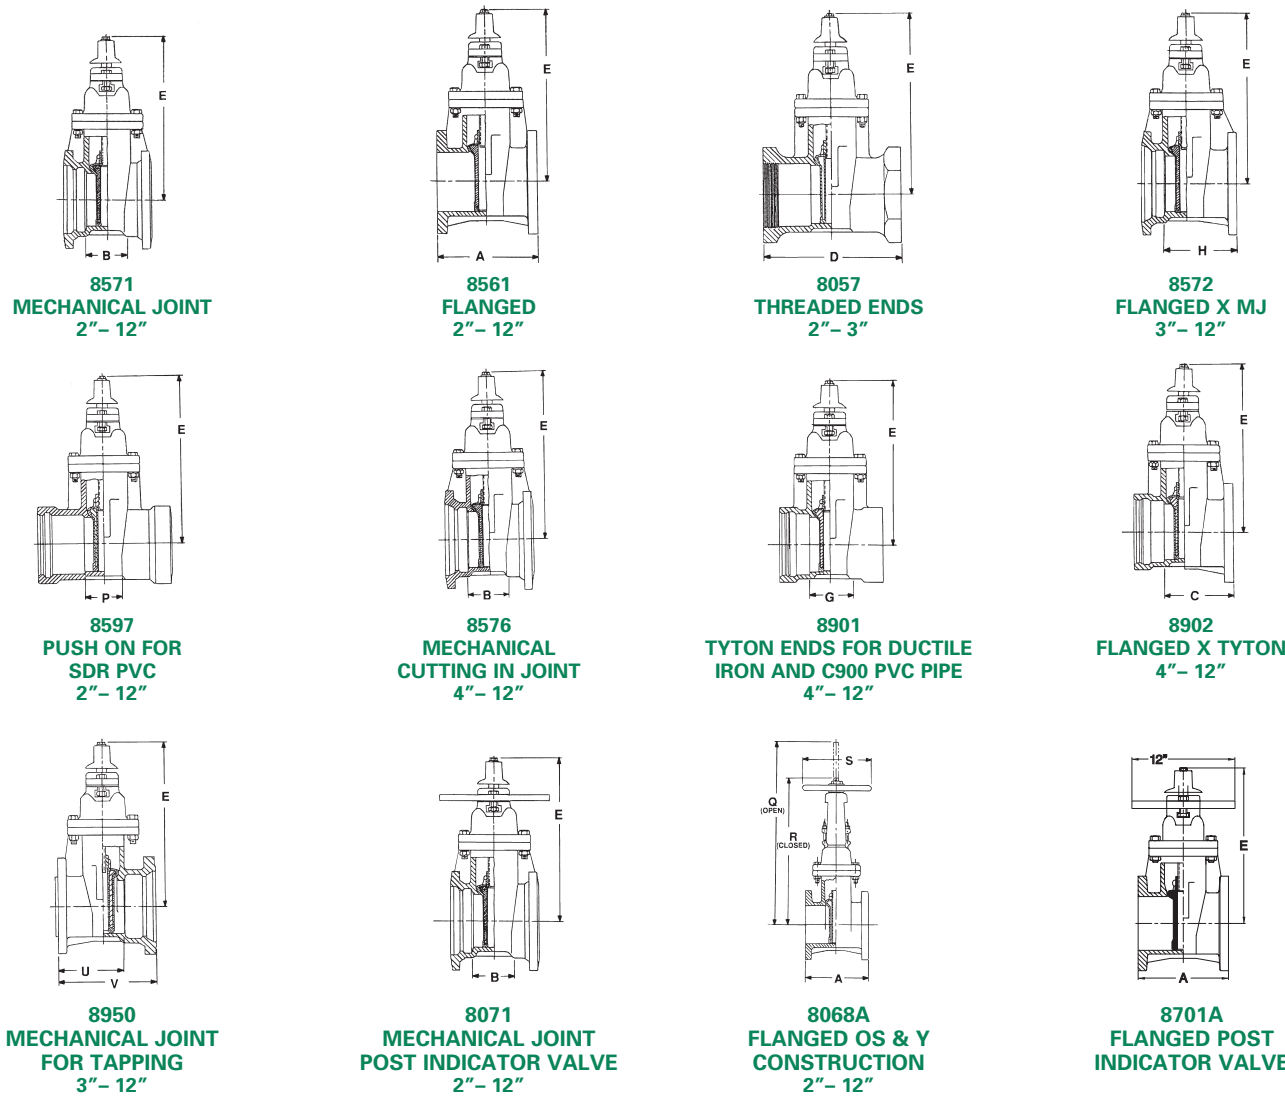 E
B
8571
MECHANICAL JOINT
2″– 12″
E
A
8561
FLANGED
2″– 12″
E
D
8057
THREADED ENDS
2″– 3″
E
H
8572
FLANGED X MJ
3″– 12″
E
P
8597
PUSH ON FOR
SDR PVC
2″– 12″
E
B
8576
MECHANICAL
CUTTING IN JOINT
4″– 12″
E
G
8901
TYTON ENDS FOR DUCTILE
IRON AND C900 PVC PIPE
4″– 12″
E
C
8902
FLANGED X TYTON
4″– 12″
E
U
V
8950
MECHANICAL JOINT
FOR TAPPING
3″– 12″
E
B
8071
MECHANICAL JOINT
POST INDICATOR VALVE
2″– 12″
S
Q
(OPEN)
R
(CLOSED)
A
8068A
FLANGED OS & Y
CONSTRUCTION
2″– 12″
12"
E
A
8701A
FLANGED POST
INDICATOR VALVE